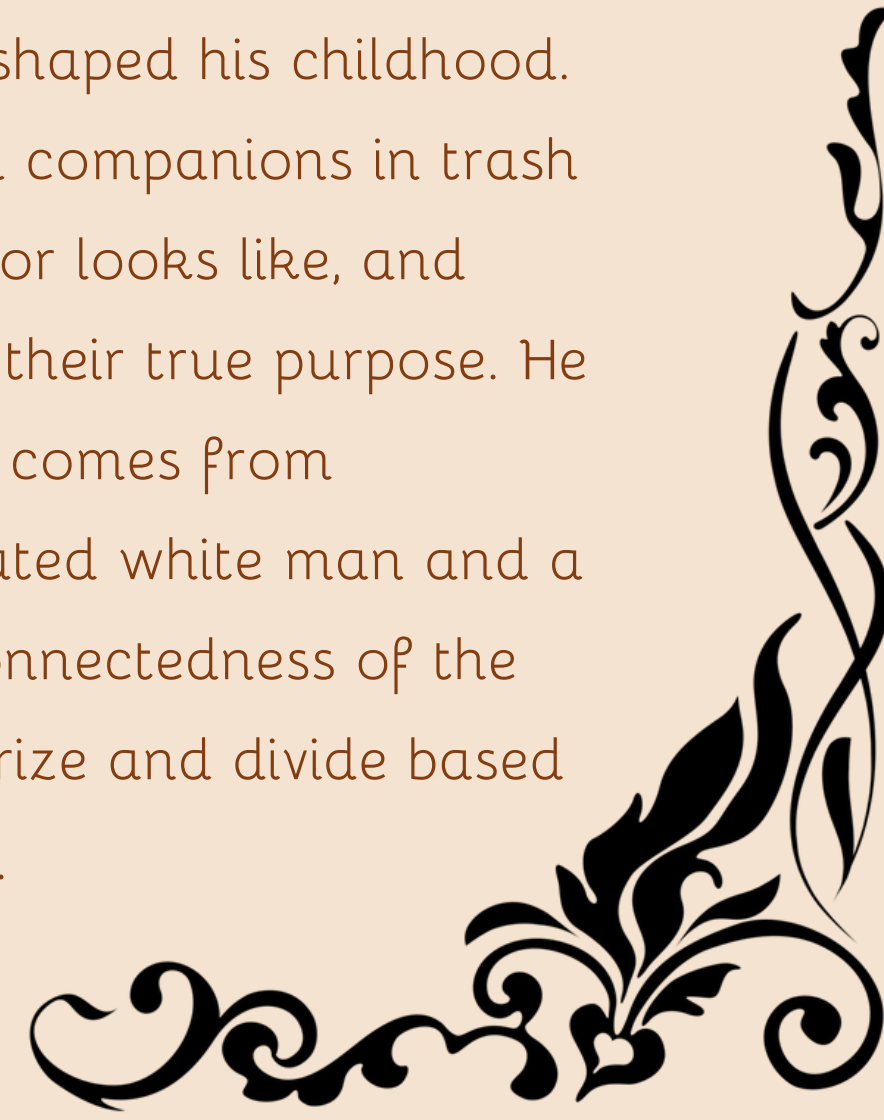 shaped his childhood.
companions in trash
or looks like, and
their true purpose. He
comes from
ated white man and a
onnectedness of the
rize and divide based
.